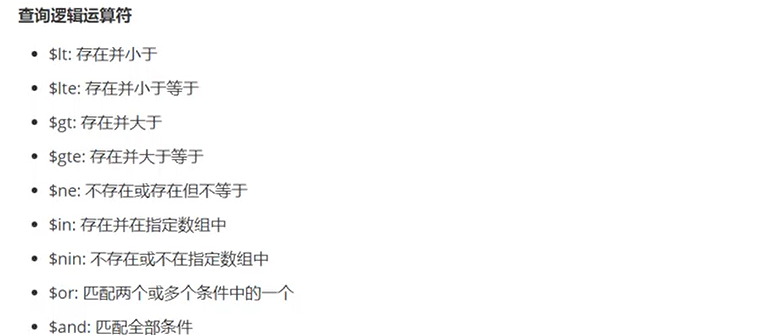 查询逻辑运算符
• $lt: 存在并小于
• $lte: 存在并小于等于
• $gt: 存在并大于
• $gte: 存在并大于等于
• $ne: 不存在或存在但不等于
• $in: 存在并在指定数组中
• $nin: 不存在或不在指定数组中
• $or: 匹配两个或多个条件中的一个
• $and: 匹配全部条件